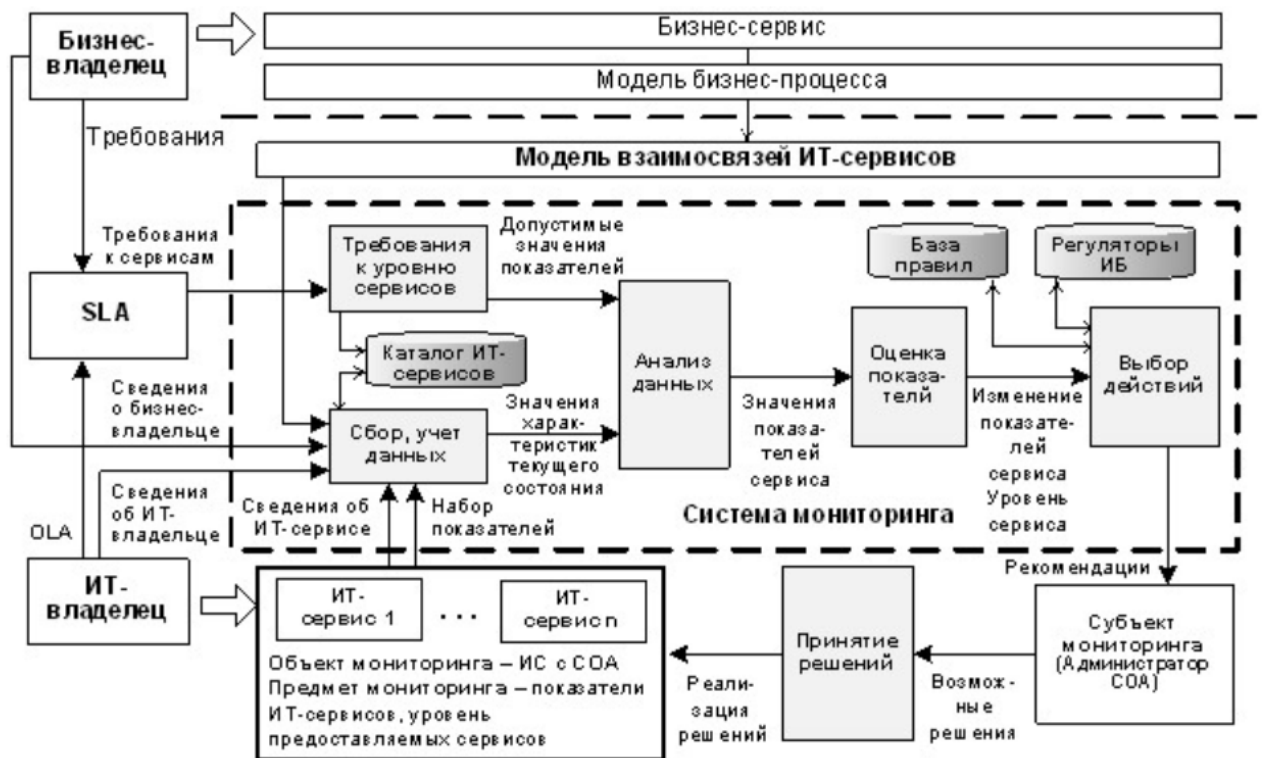 Бизнес-
владелец
Бизнес-сервис
Модель бизнес-процесса
Требования
Модель взаимосвязей ИТ-сервисов
Требования
к сервисам
SLA
Требования
к уровню
сервисов
Допустимые
значения
показателей
База
правил
Регуляторы
ИБ
Каталог ИТ-
сервисов
Анализ
данных
Оценка
показа-
телй
Выбор
действий
Сведения
о бизнес-
владельце
Сбор, учет
данных
Значения
харак-
теристик
текущего
состояния
Значения
показа-
телей
сервиса
Изменение
показате-
лей
сервиса
Уровень
сервиса
Сведения
об ИТ-
владельце
OLA
Сведения об
ИТ-сервисе
Набор
показателей
Система мониторинга
Рекомендации
ИТ-
владелец
ИТ-
сервис 1
. . .
ИТ-
сервис n
Объект мониторинга – ИС с СОА
Предмет мониторинга – показатели
ИТ-сервисов, уровень
предоставляемых сервисов
Реали-
зация
решений
Принятие
решений
Возмож-
ные
решения
Субъект
мониторинга
(Администратор
СОА)